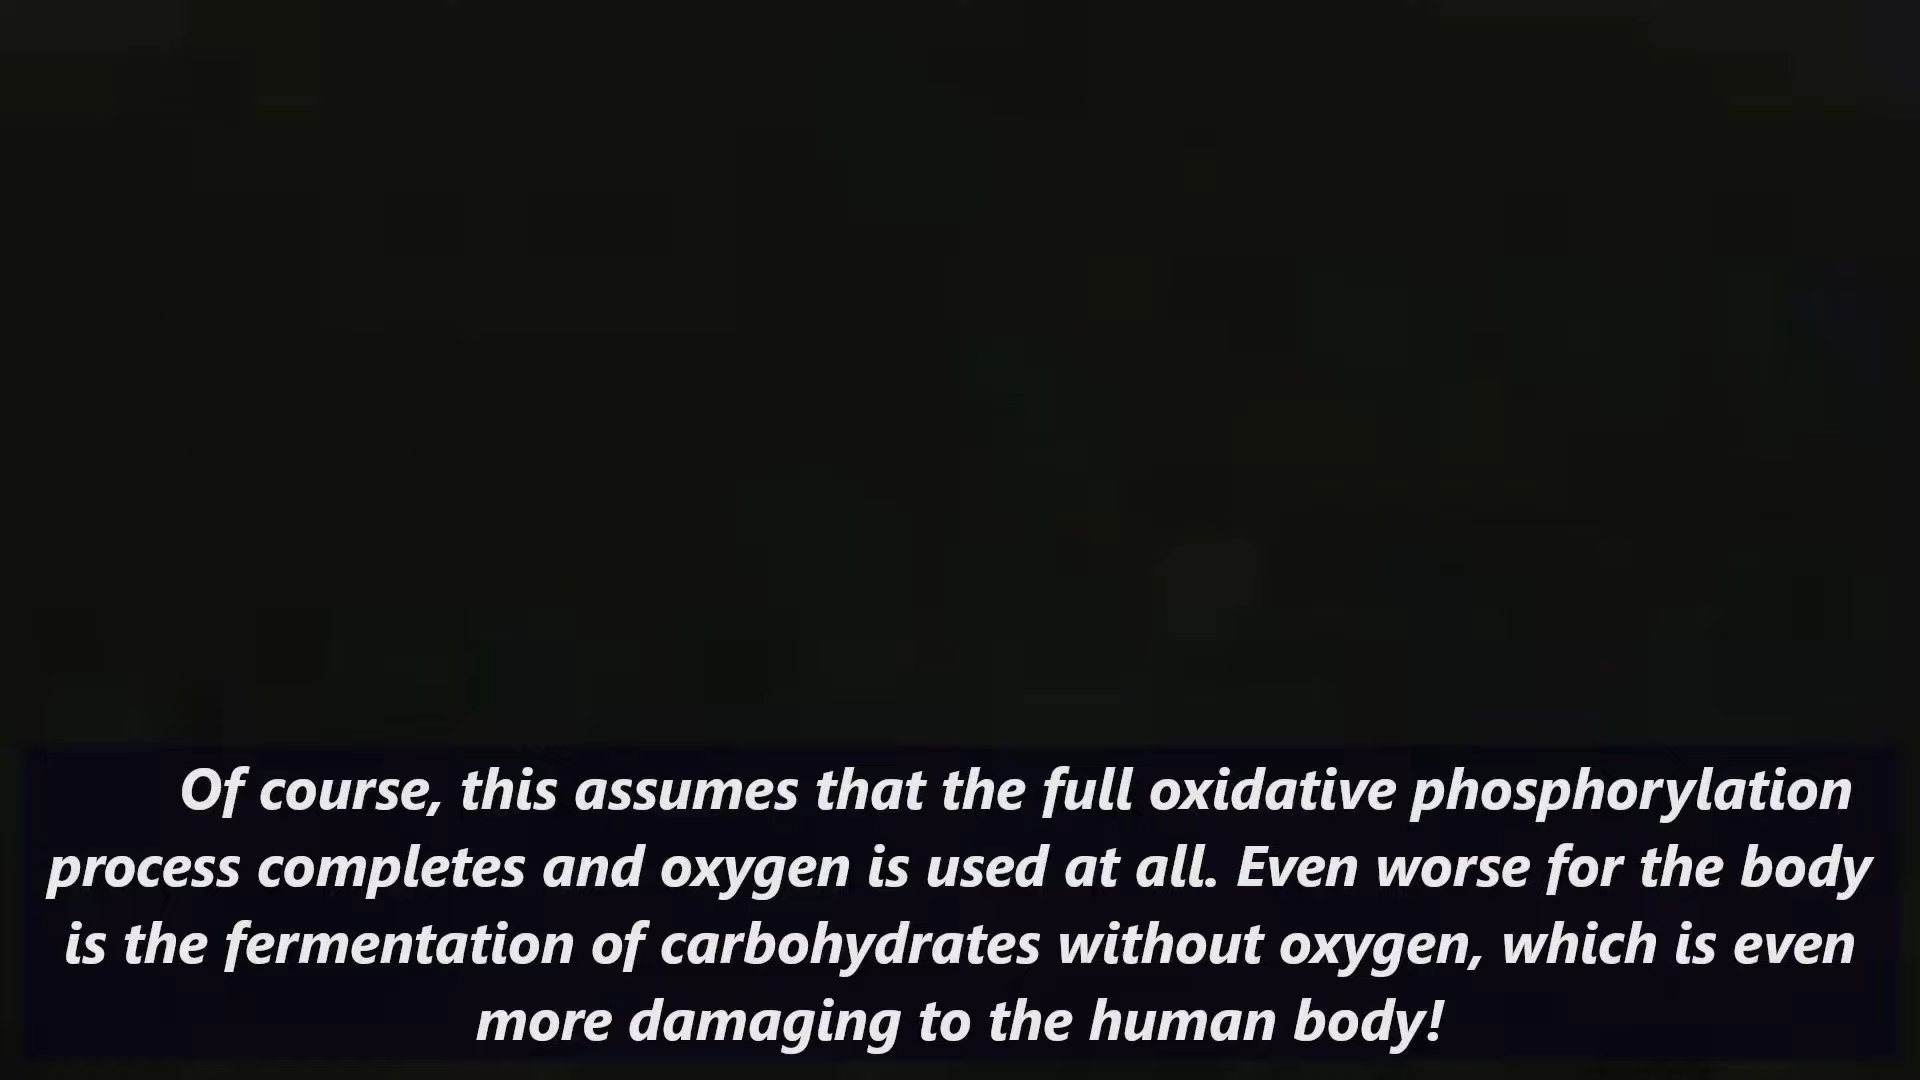 Of course, this assumes that the full oxidative phosphorylation
process completes and oxygen is used at all. Even worse for the body
is the fermentation of carbohydrates without oxygen, which is even
more damaging to the human body!